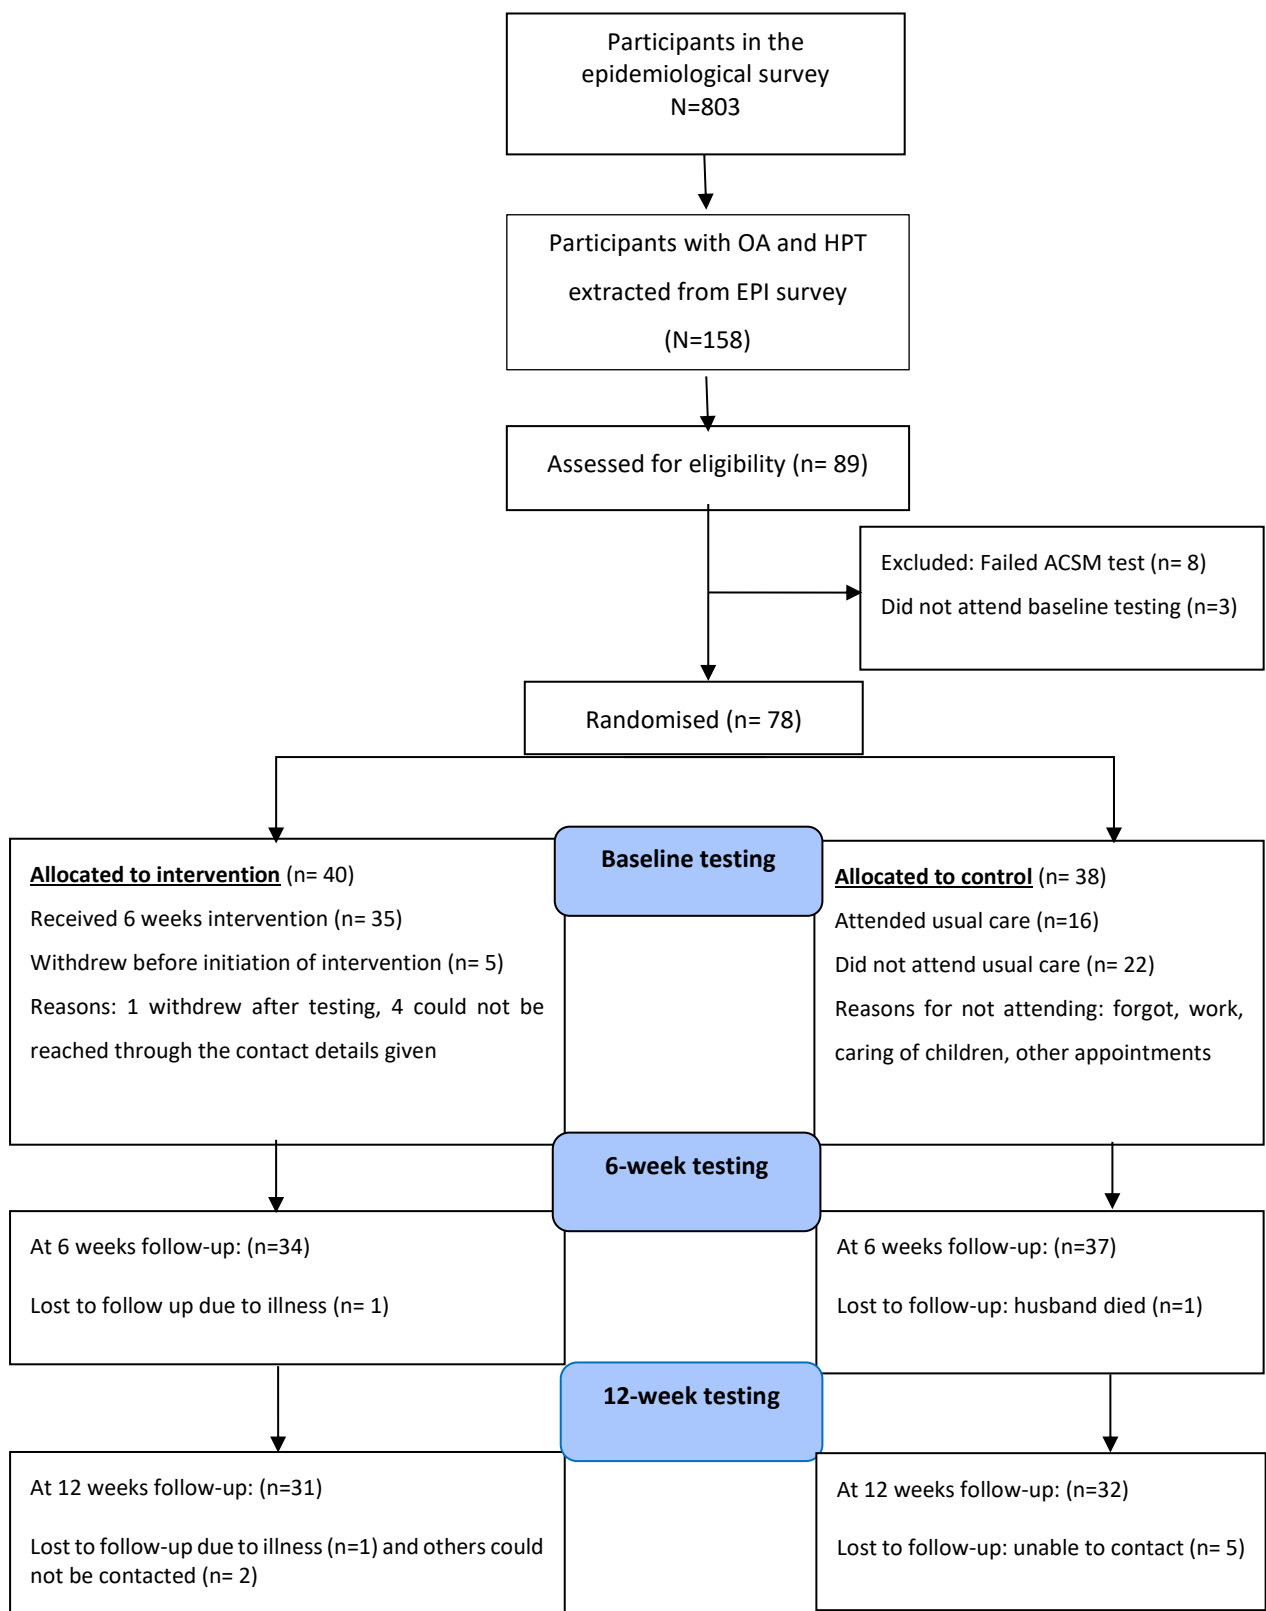 Participants in the
epidemiological survey
N=803
Participants with OA and HPT
extracted from EPI survey
(N=158)
Assessed for eligibility (n= 89)
Excluded: Failed ACSM test (n= 8)
Did not attend baseline testing (n=3)
Randomised (n= 78)
Baseline testing
Allocated to intervention (n= 40)
Received 6 weeks intervention (n= 35)
Withdrew before initiation of intervention (n= 5)
Reasons: 1 withdrew after testing, 4 could not be
reached through the contact details given
Allocated to control (n= 38)
Attended usual care (n=16)
Did not attend usual care (n= 22)
Reasons for not attending: forgot, work,
caring of children, other appointments
6-week testing
At 6 weeks follow-up: (n=34)
Lost to follow up due to illness (n= 1)
At 6 weeks follow-up: (n=37)
Lost to follow-up: husband died (n=1)
12-week testing
At 12 weeks follow-up: (n=31)
Lost to follow-up due to illness (n=1) and others could
not be contacted (n= 2)
At 12 weeks follow-up: (n=32)
Lost to follow-up: unable to contact (n= 5)